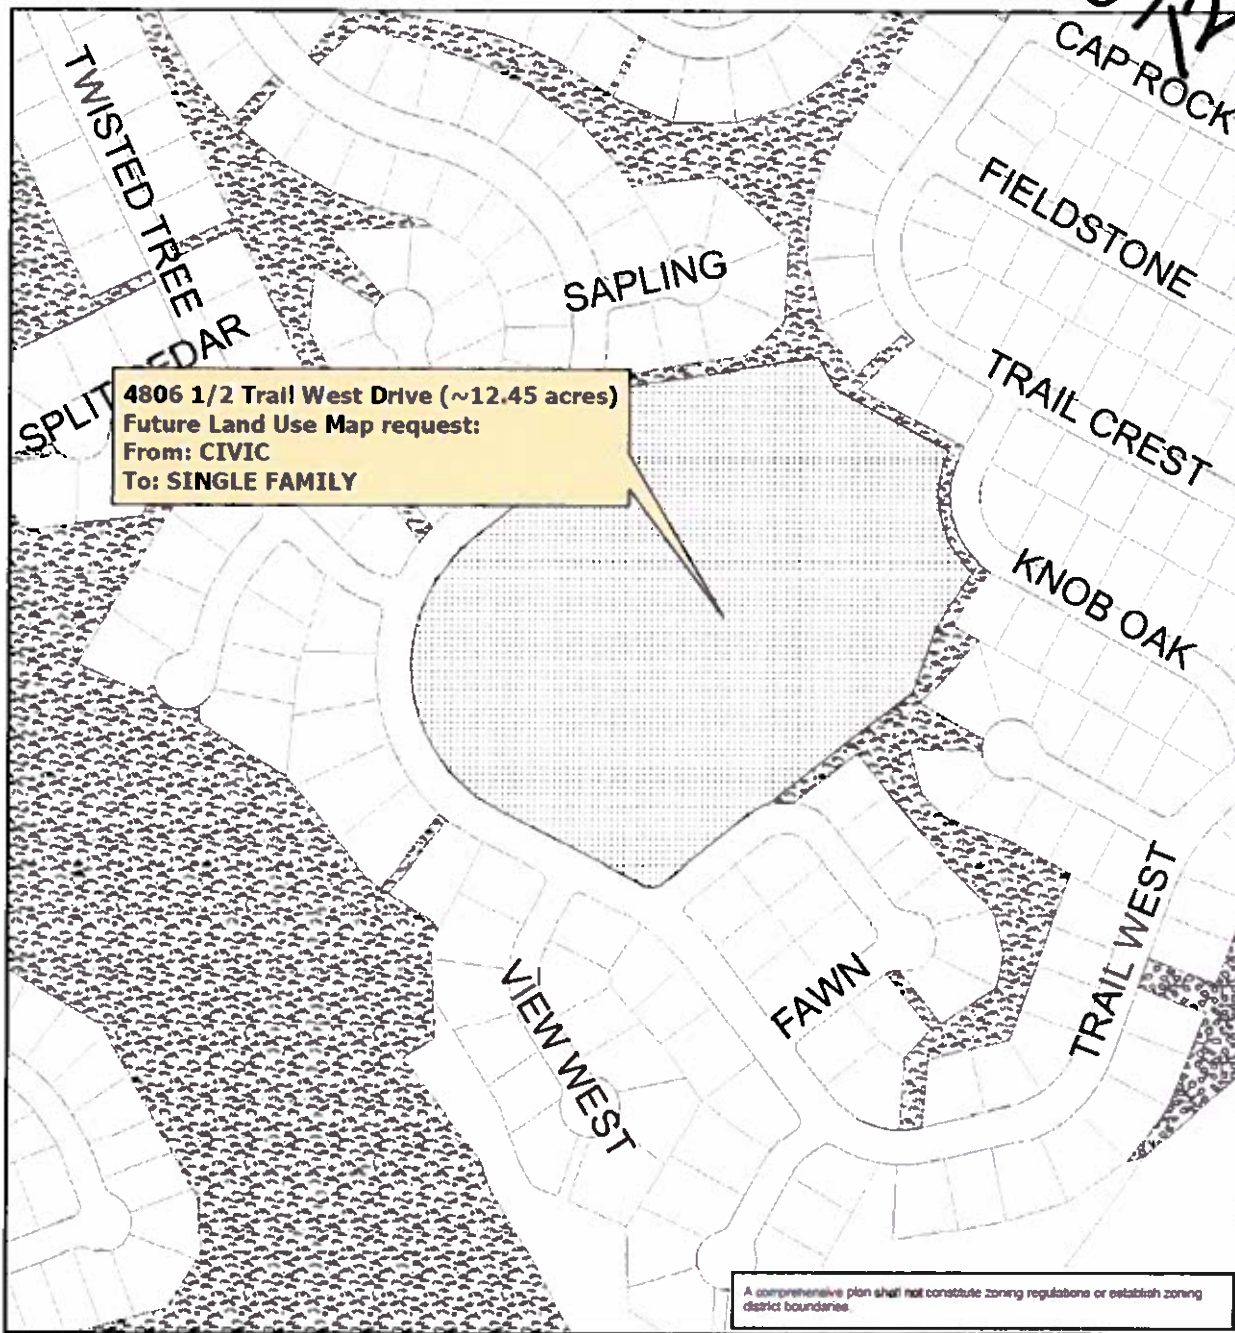 CAP ROCK
TWISTED TREE
FIELDSTONE
SAPLING
SPLIT CEDAR
TRAIL CREST
4806 1/2 Trail West Drive (~12.45 acres)
Future Land Use Map request:
From: CIVIC
To: SINGLE FAMILY
KNOB OAK
TRAIL WEST
FAWN
VIEW WEST
A comprehensive plan shall not constitute zoning regulations or establish zoning
district boundaries.